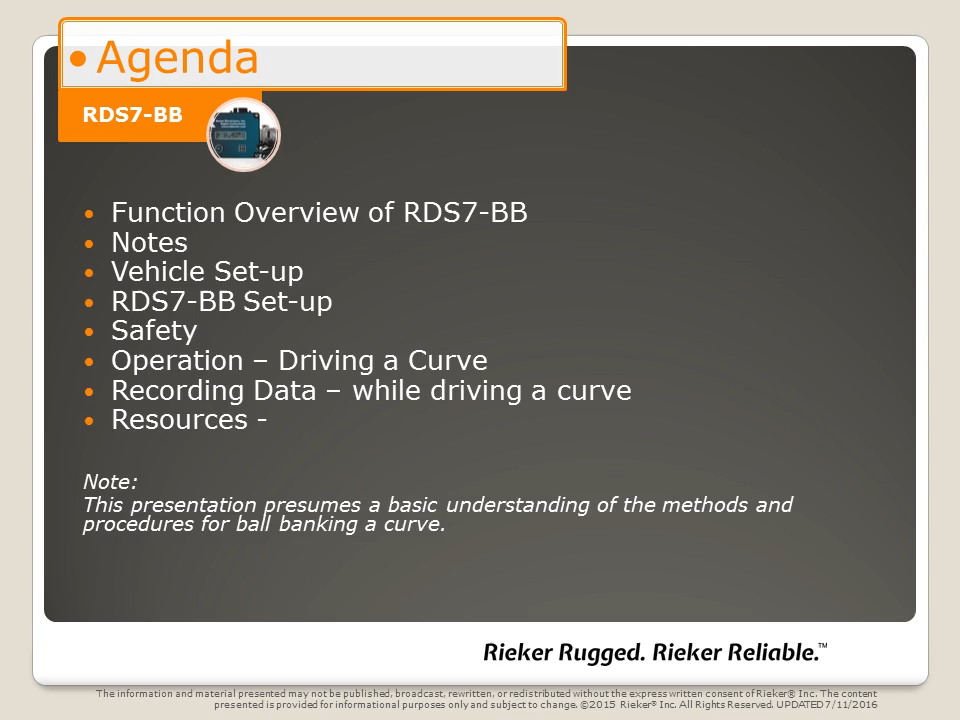 • Agenda
RDS7-BB
• Function Overview of RDS7-BB
• Notes
• Vehicle Set-up
• RDS7-BB Set-up
• Safety
• Operation – Driving a Curve
• Recording Data – while driving a curve
• Resources -
Note:
This presentation presumes a basic understanding of the methods and
procedures for ball banking a curve.
Rieker Rugged. Rieker Reliable.™
The information and material presented may not be published, broadcast, rewritten, or redistributed without the express written consent of Rieker® Inc. The content
presented is provided for informational purposes only and subject to change. ©2015 Rieker® Inc. All Rights Reserved. UPDATED 7/11/2016